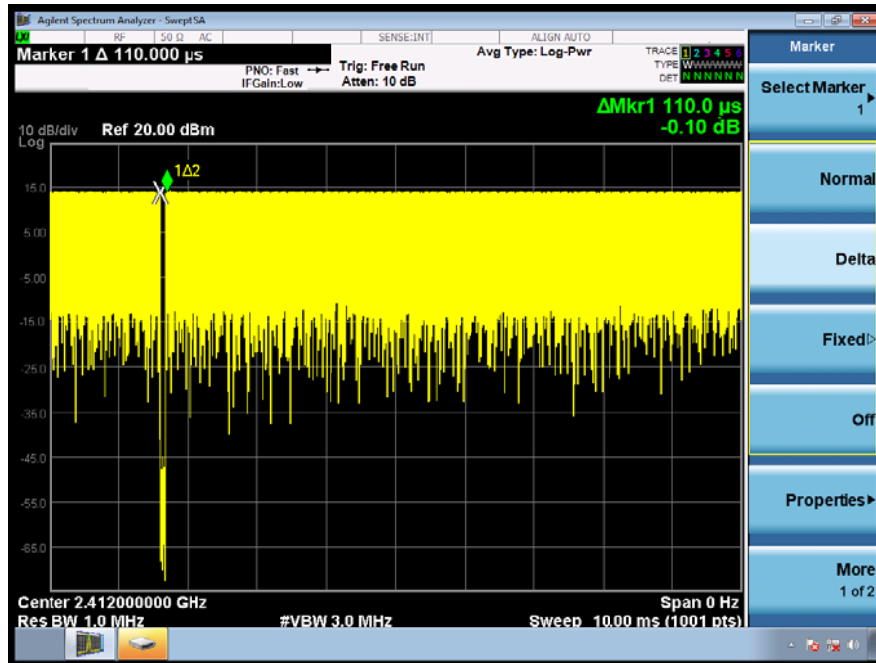 Agilent Spectrum Analyzer - Swept SA
RF 50 Ω AC SENSE:INT ALIGN AUTO
Marker 1 Δ 110.000 µs
PNO: Fast
IFGain:Low
Trig: Free Run
Atten: 10 dB
Avg Type: Log-Pwr
TRACE 1 2 3 4 5 6
TYPE W
DET N N N N N N
ΔMkr1 110.0 µs
-0.10 dB
10 dB/div Ref 20.00 dBm
Log
1Δ2
15.0
5.00
-5.00
-15.0
-25.0
-35.0
-45.0
-55.0
-65.0
Center 2.412000000 GHz Span 0 Hz
Res BW 1.0 MHz #VBW 3.0 MHz Sweep 10.00 ms (1001 pts)
Marker
Select Marker
1
Normal
Delta
Fixed
Off
Properties
More
1 of 2